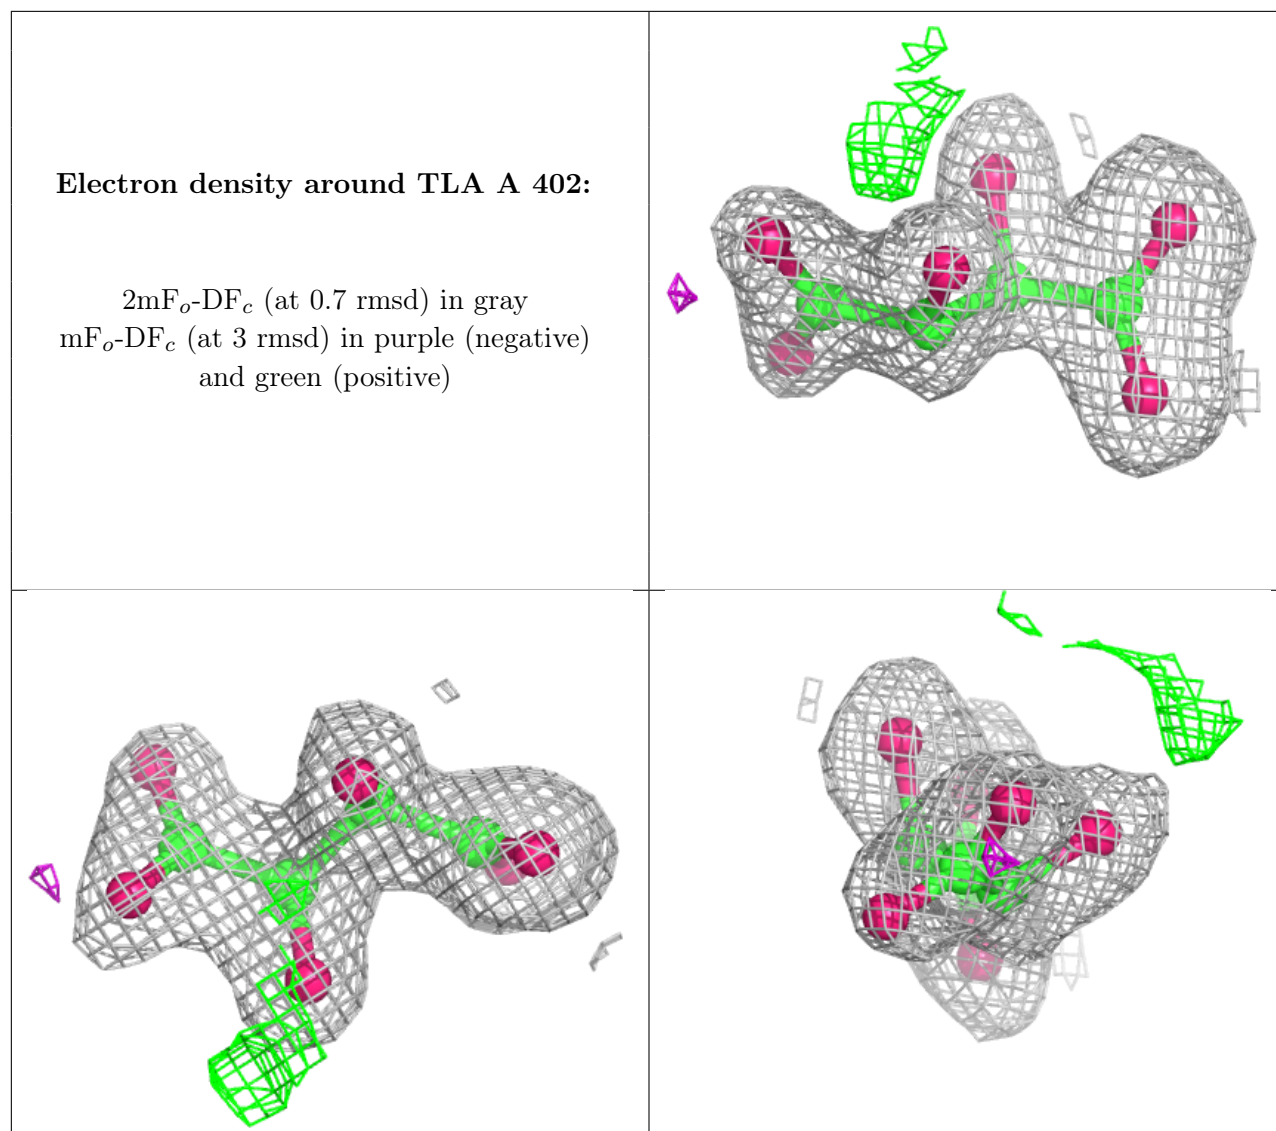 Electron density around TLA A 402:
2mFₒ-DF𝒸 (at 0.7 rmsd) in gray
mFₒ-DF𝒸 (at 3 rmsd) in purple (negative)
and green (positive)